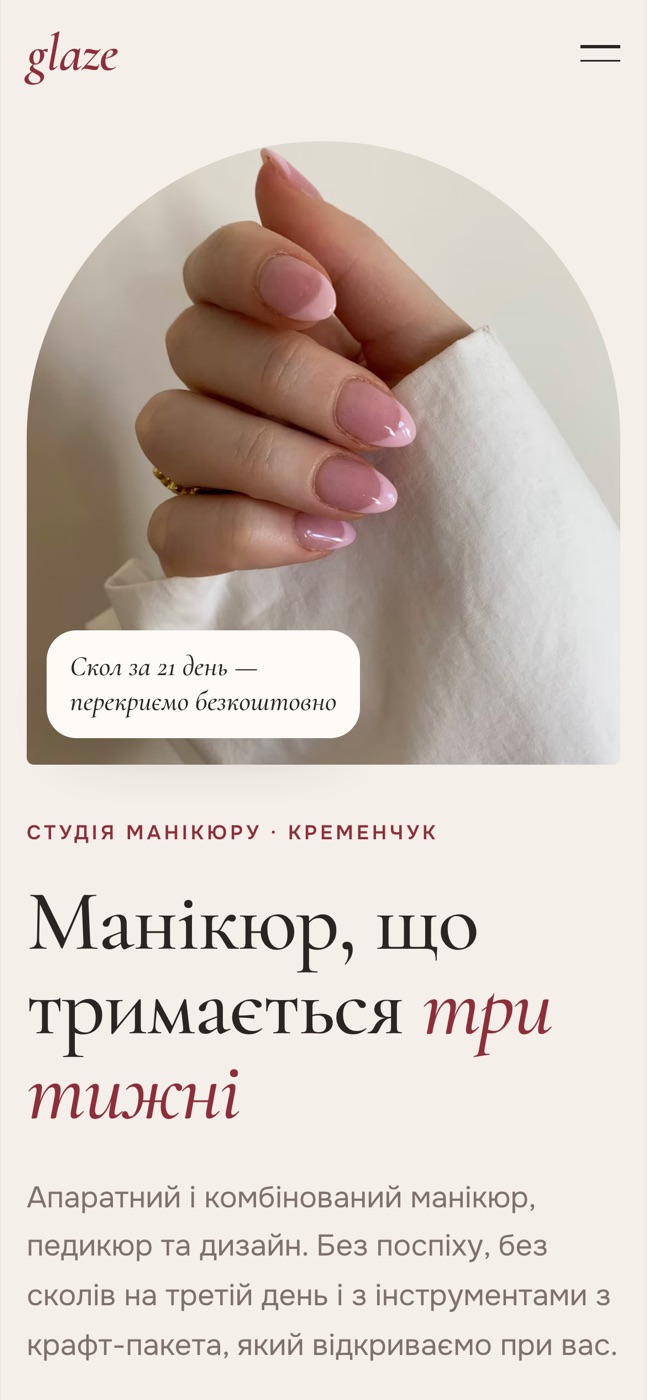 glaze
Скол за 21 день —
перекриємо безкоштовно
СТУДІЯ МАНІКЮРУ · КРЕМЕНЧУК
Манікюр, що
тримається три
тижні
Апаратний і комбінований манікюр,
педикюр та дизайн. Без поспіху, без
сколів на третій день і з інструментами з
крафт-пакета, який відкриваємо при вас.